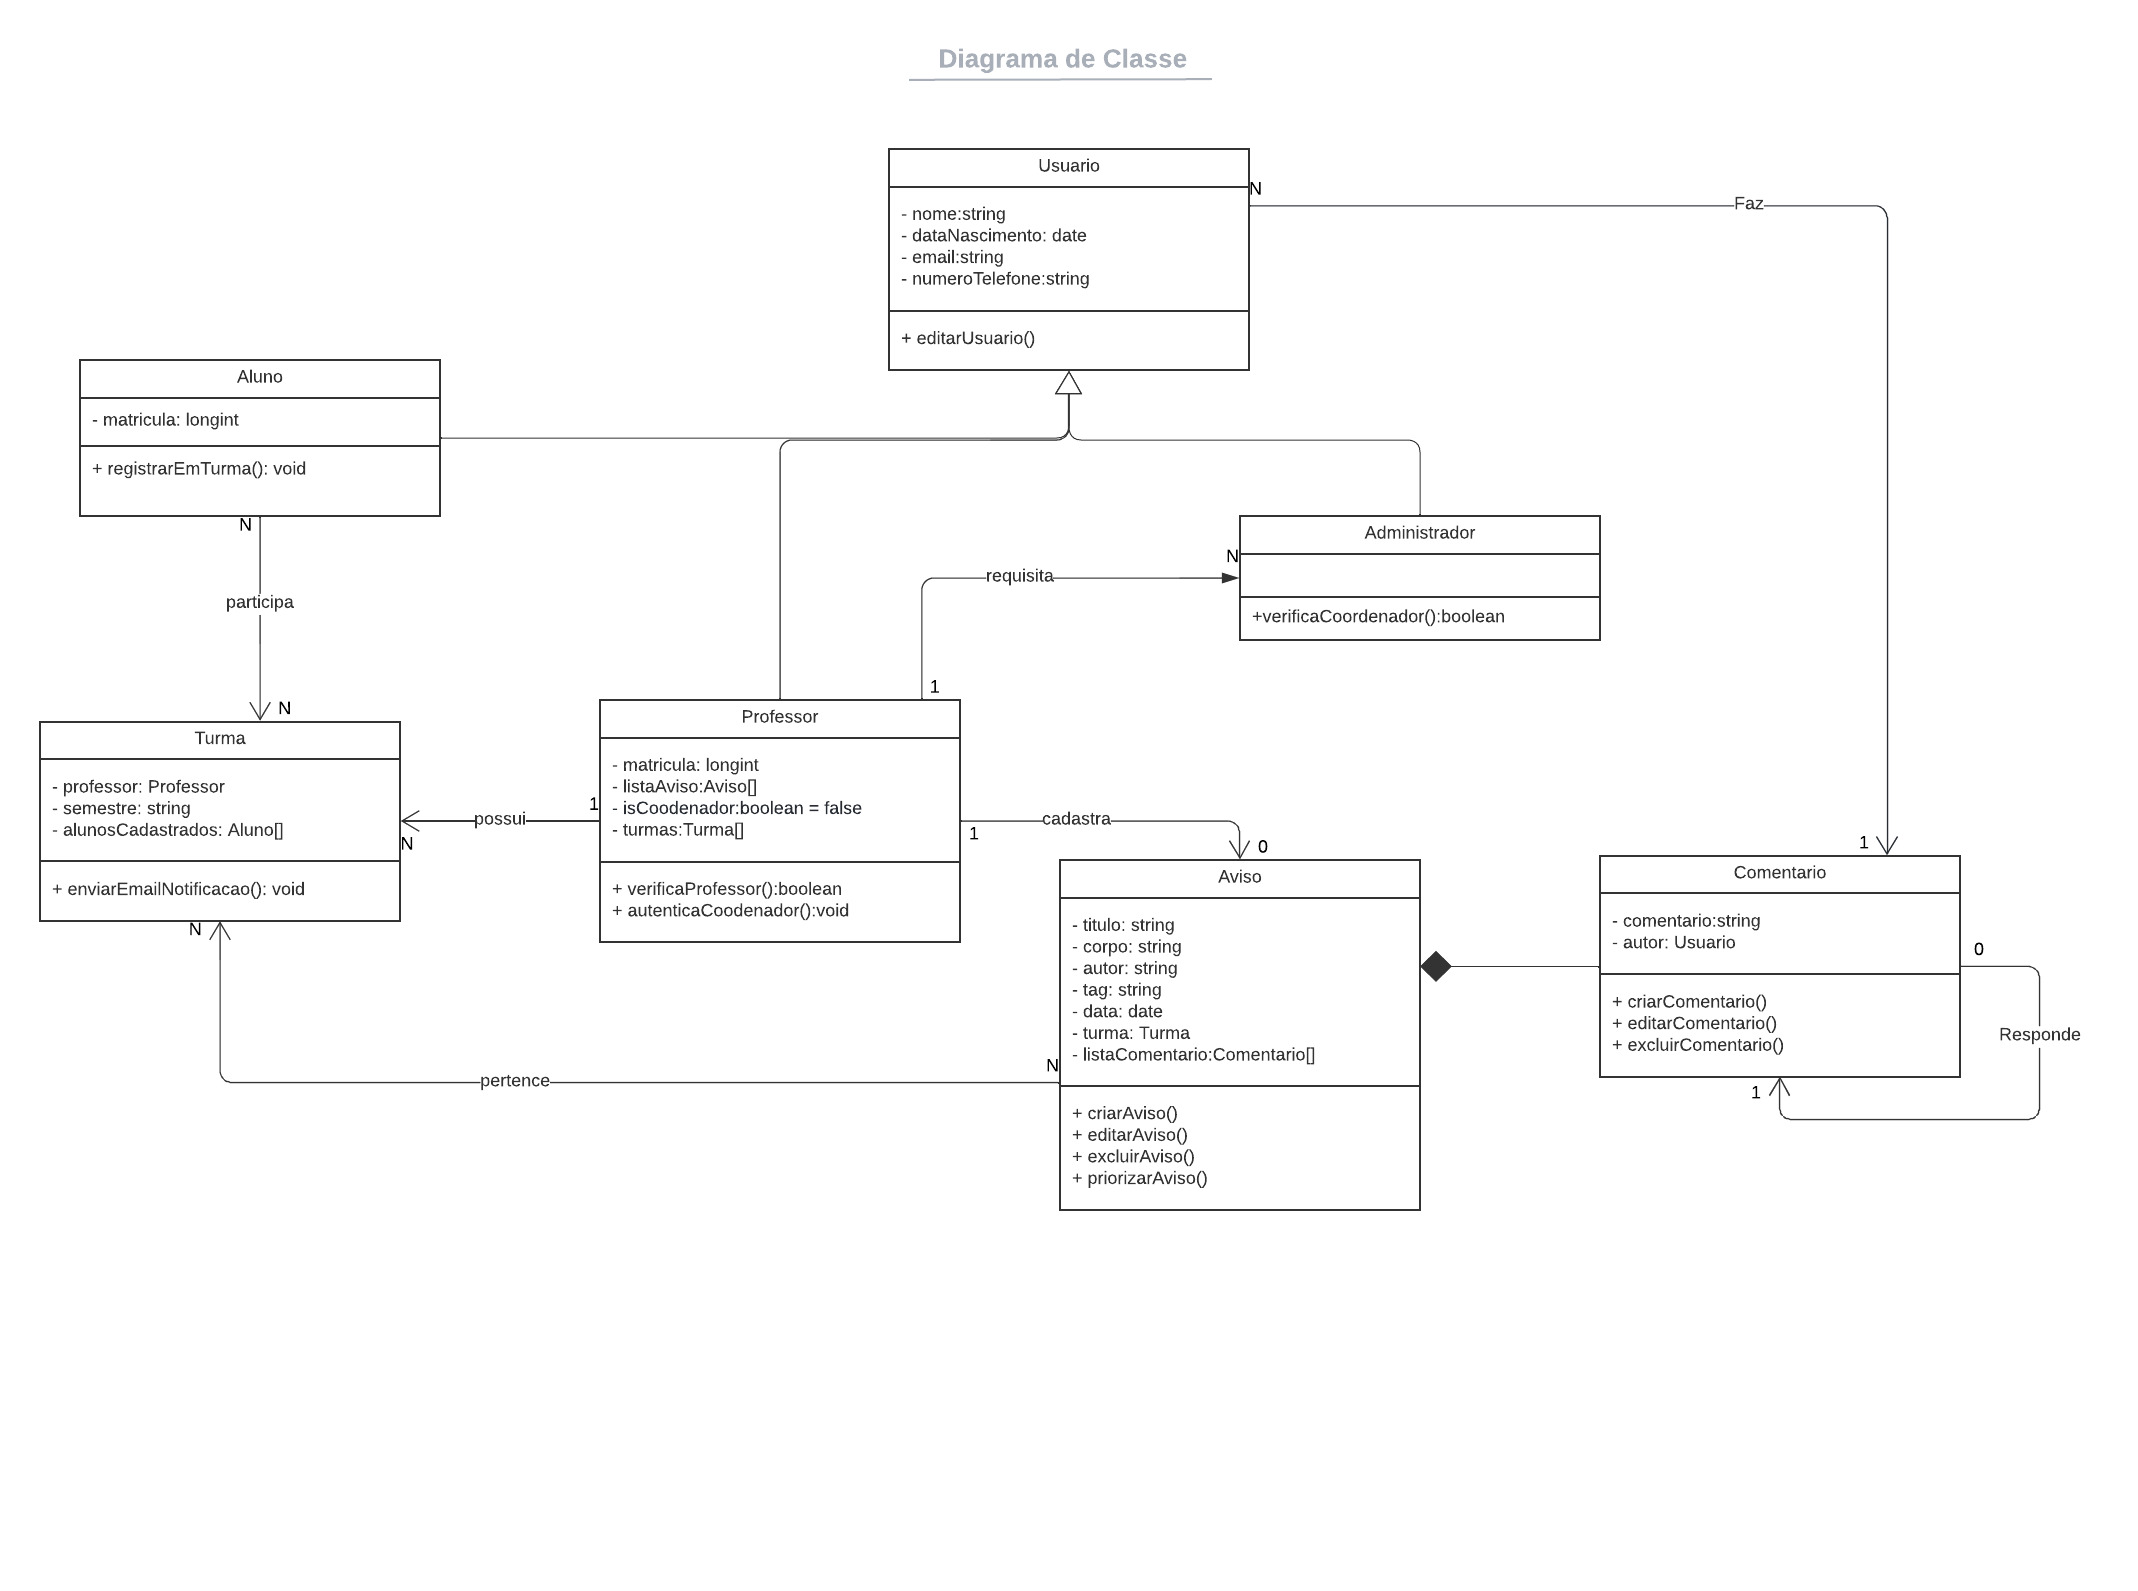 Diagrama de Classe
Usuario
- nome:string
- dataNascimento: date
- email:string
- numeroTelefone:string
+ editarUsuario()
N
Faz
Aluno
- matricula: longint
+ registrarEmTurma(): void
N
participa
N
Administrador
+verificaCoordenador():boolean
N
requisita
1
Turma
- professor: Professor
- semestre: string
- alunosCadastrados: Aluno[]
+ enviarEmailNotificacao(): void
N
possui
1
N
Professor
- matricula: longint
- listaAviso:Aviso[]
- isCoodenador:boolean = false
- turmas:Turma[]
+ verificaProfessor():boolean
+ autenticaCoodenador():void
1
cadastra
0
Aviso
- titulo: string
- corpo: string
- autor: string
- tag: string
- data: date
- turma: Turma
- listaComentario:Comentario[]
+ criarAviso()
+ editarAviso()
+ excluirAviso()
+ priorizarAviso()
N
pertence
1
Comentario
- comentario:string
- autor: Usuario
+ criarComentario()
+ editarComentario()
+ excluirComentario()
0
Responde
1